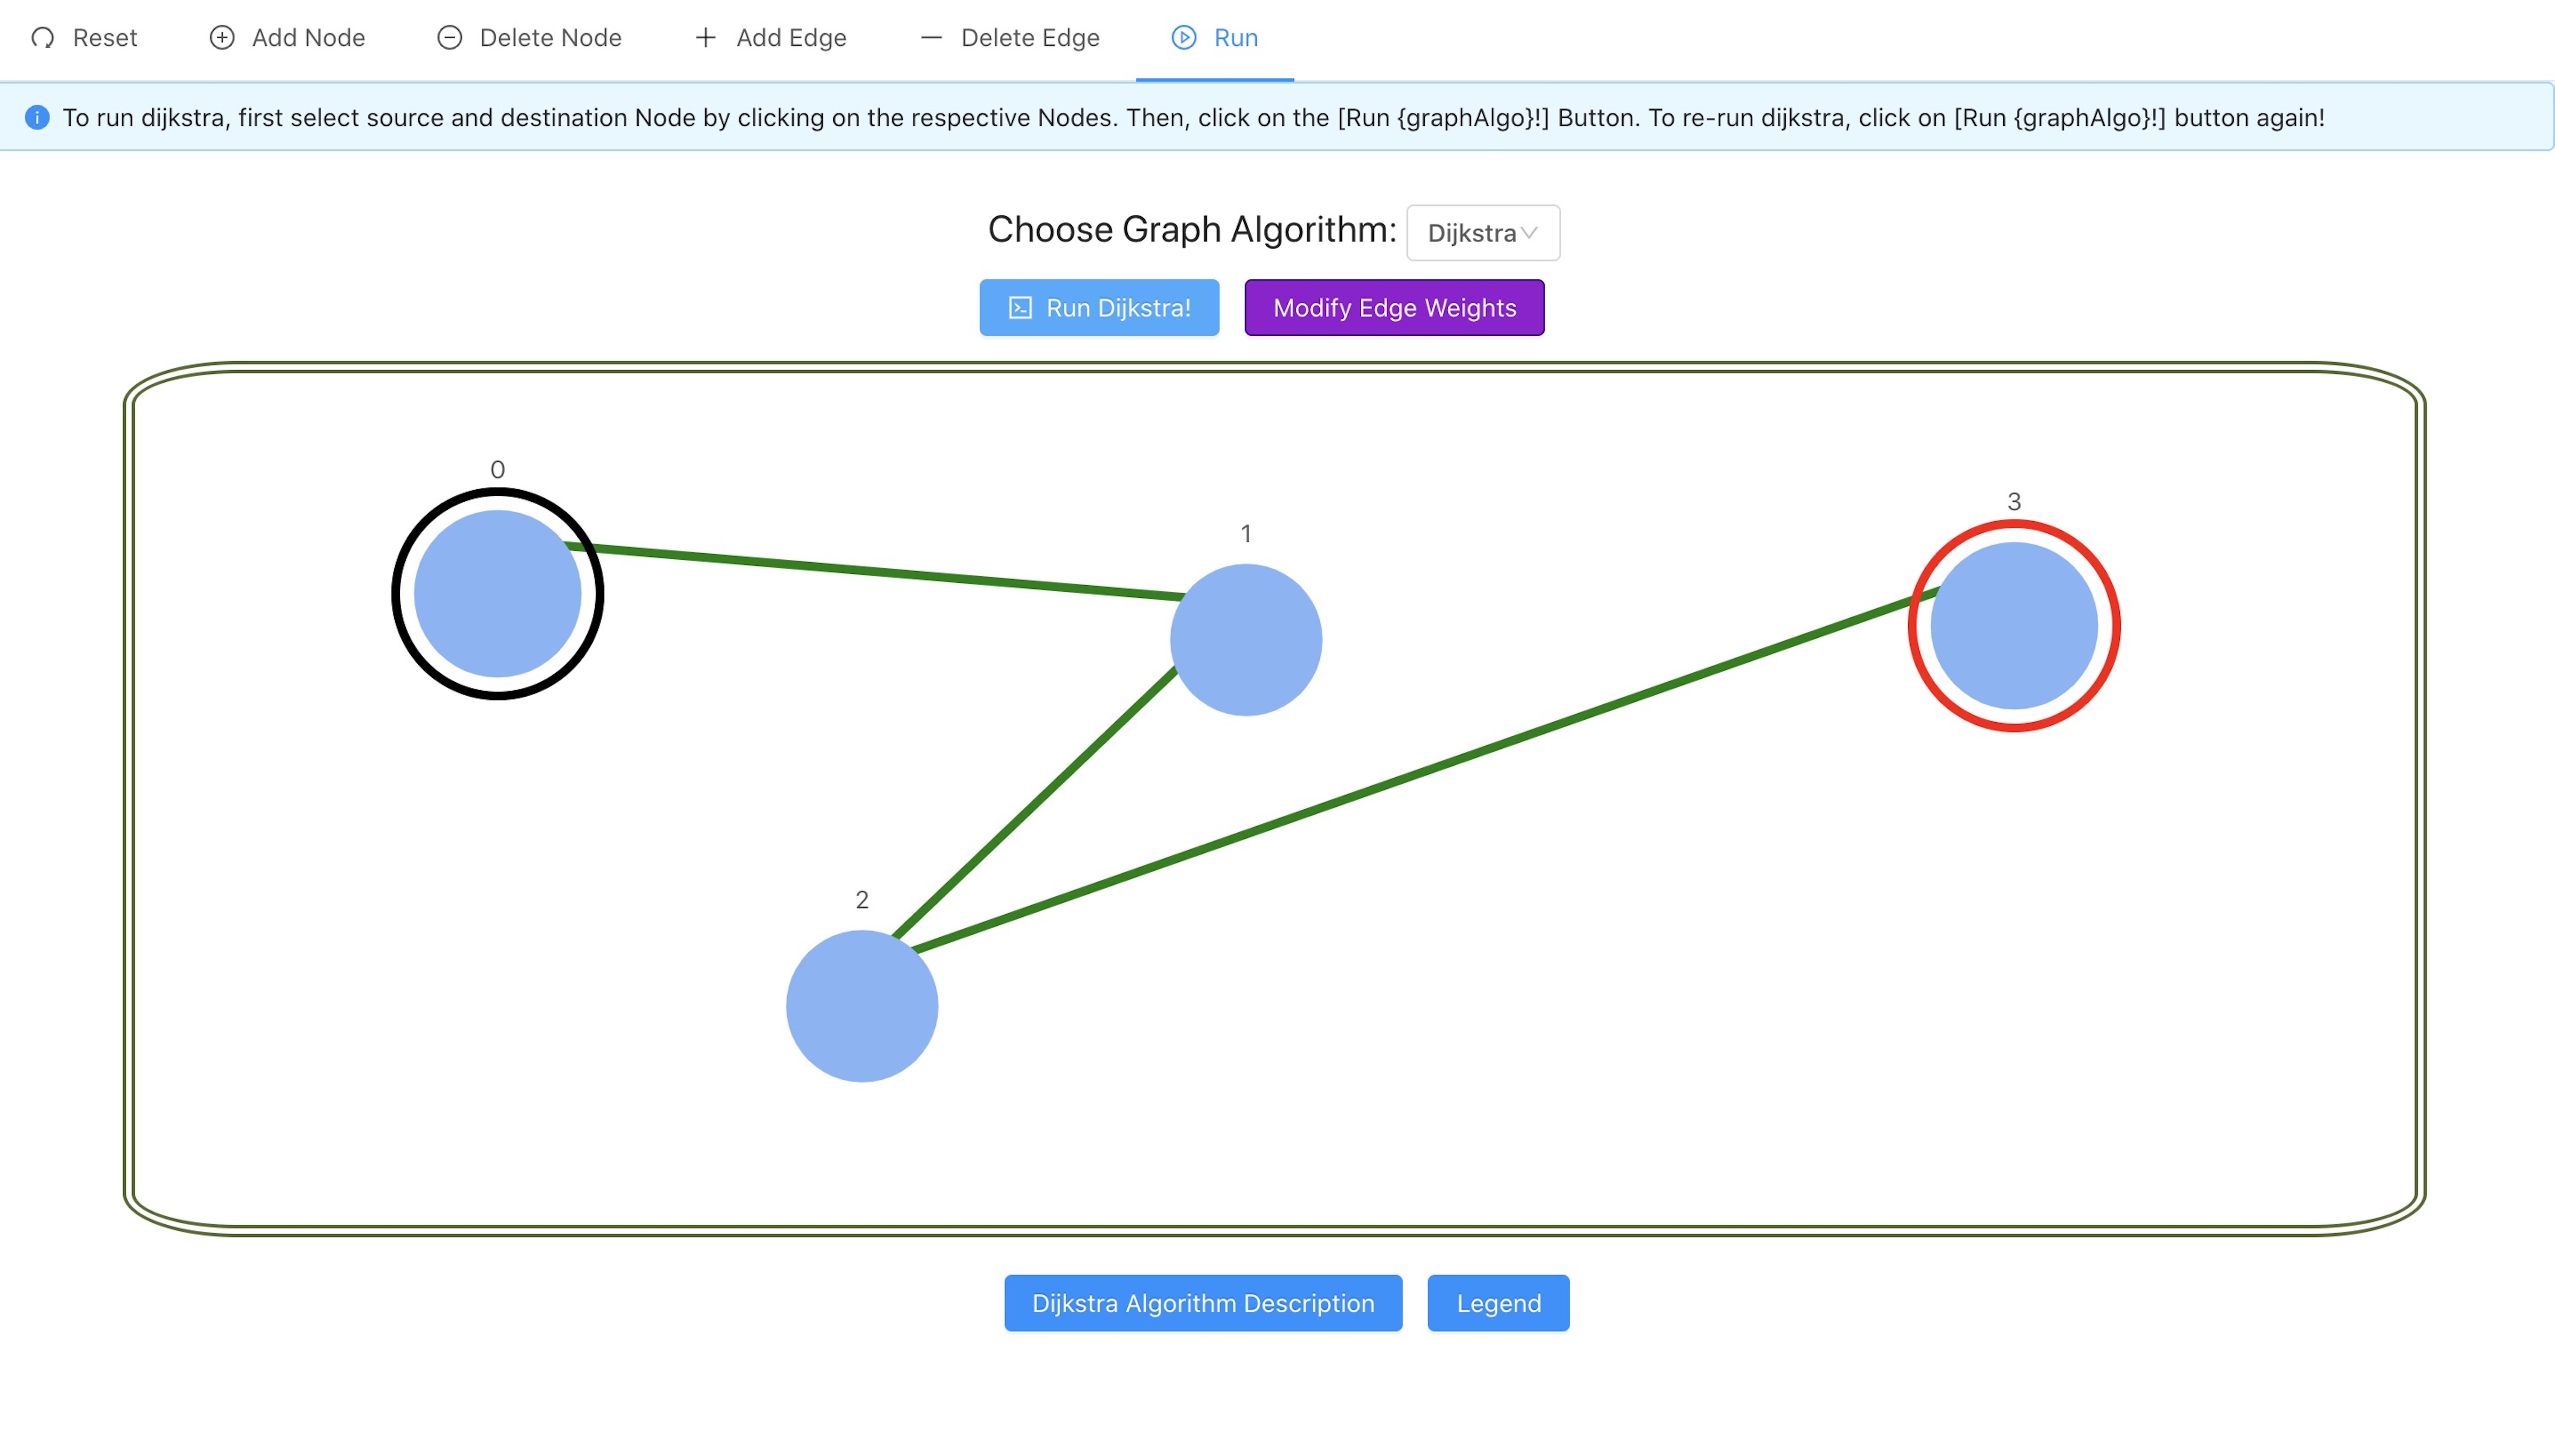 Reset Add Node Delete Node Add Edge Delete Edge Run
To run dijkstra, first select source and destination Node by clicking on the respective Nodes. Then, click on the [Run {graphAlgo}!] Button. To re-run dijkstra, click on [Run {graphAlgo}!] button again!
Choose Graph Algorithm: Dijkstra
Run Dijkstra! Modify Edge Weights
0
3
1
2
Dijkstra Algorithm Description Legend